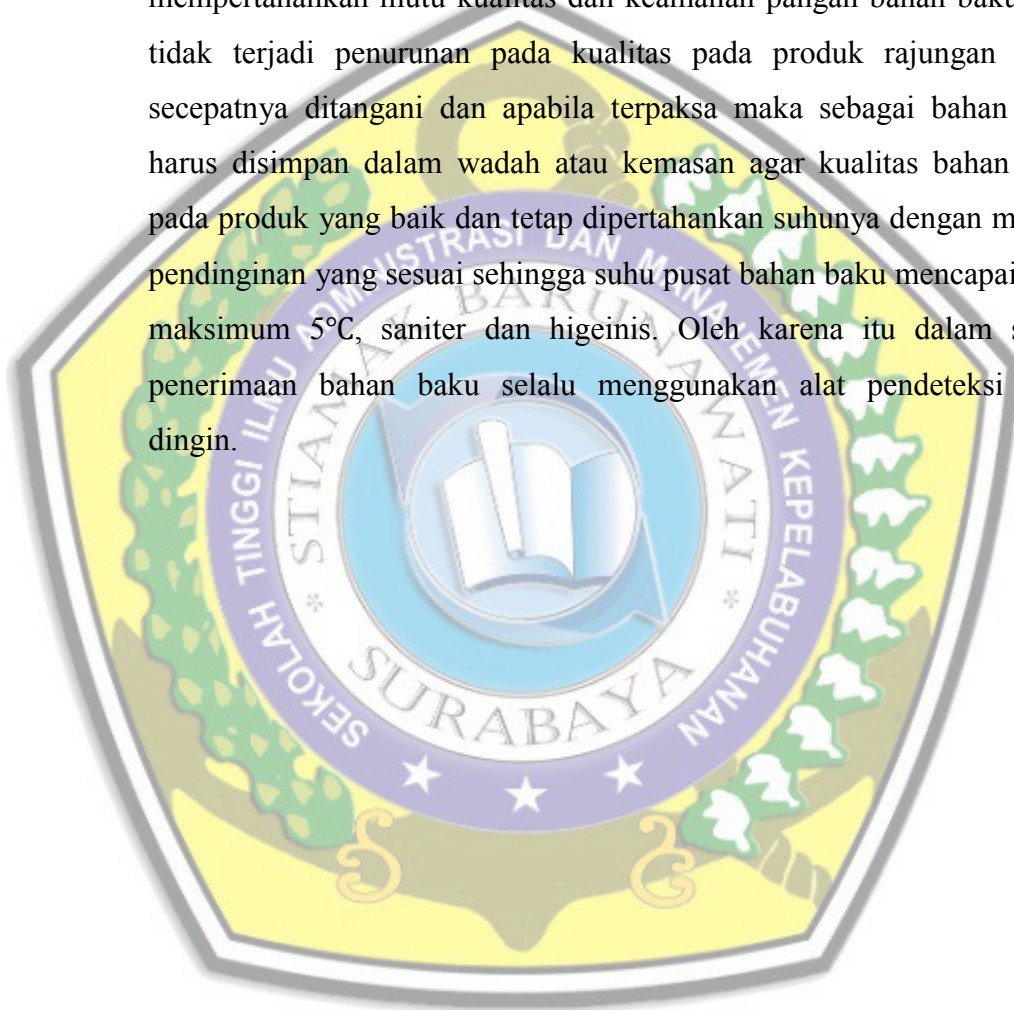 mempertahankan mutu kualitas dan keamanan pangan bahan baku
tidak terjadi penurunan pada kualitas pada produk rajungan
secepatnya ditangani dan apabila terpaksa maka sebagai bahan
harus disimpan dalam wadah atau kemasan agar kualitas bahan
pada produk yang baik dan tetap dipertahankan suhunya dengan m
pendinginan yang sesuai sehingga suhu pusat bahan baku mencapai
maksimum 5℃, saniter dan higeinis. Oleh karena itu dalam s
penerimaan bahan baku selalu menggunakan alat pendeteksi
dingin.
SEKOLAH TINGGI ILMU ADMINISTRASI DAN MANAJEMEN KEPELABUHANAN
* STIAMAK BARUNAWATI *
SURABAYA